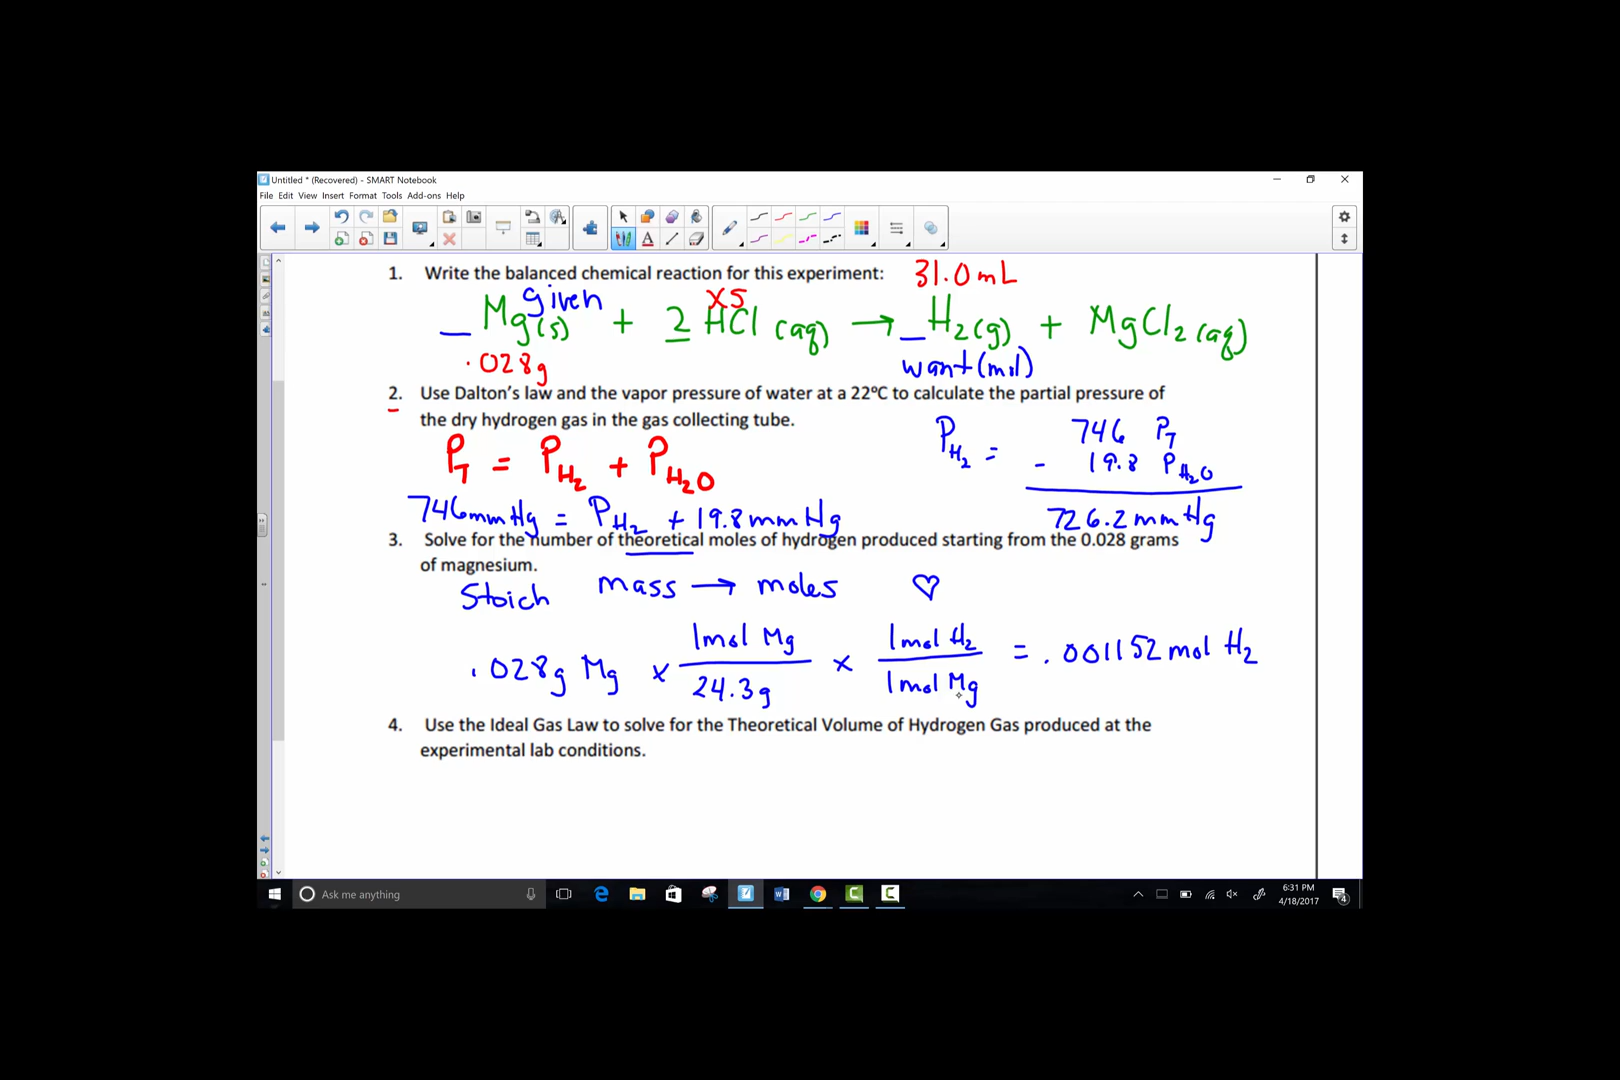 Untitled * (Recovered) - SMART Notebook
File Edit View Insert Format Tools Add-ons Help
1. Write the balanced chemical reaction for this experiment: 31.0 mL
given XS
_ Mg(s) + 2 HCl (aq) → _ H2(g) + MgCl2 (aq)
.028g want (mol)
2. Use Dalton's law and the vapor pressure of water at a 22ºC to calculate the partial pressure of
the dry hydrogen gas in the gas collecting tube.
PT = PH2 + PH2O
746mmHg = PH2 + 19.8mmHg
PH2 = 746 PT
- 19.8 PH2O
726.2mmHg
3. Solve for the number of theoretical moles of hydrogen produced starting from the 0.028 grams
of magnesium.
Stoich mass → moles ♡
.028g Mg x 1mol Mg / 24.3g x 1mol H2 / 1mol Mg = .001152 mol H2
4. Use the Ideal Gas Law to solve for the Theoretical Volume of Hydrogen Gas produced at the
experimental lab conditions.
Ask me anything
6:31 PM
4/18/2017
4